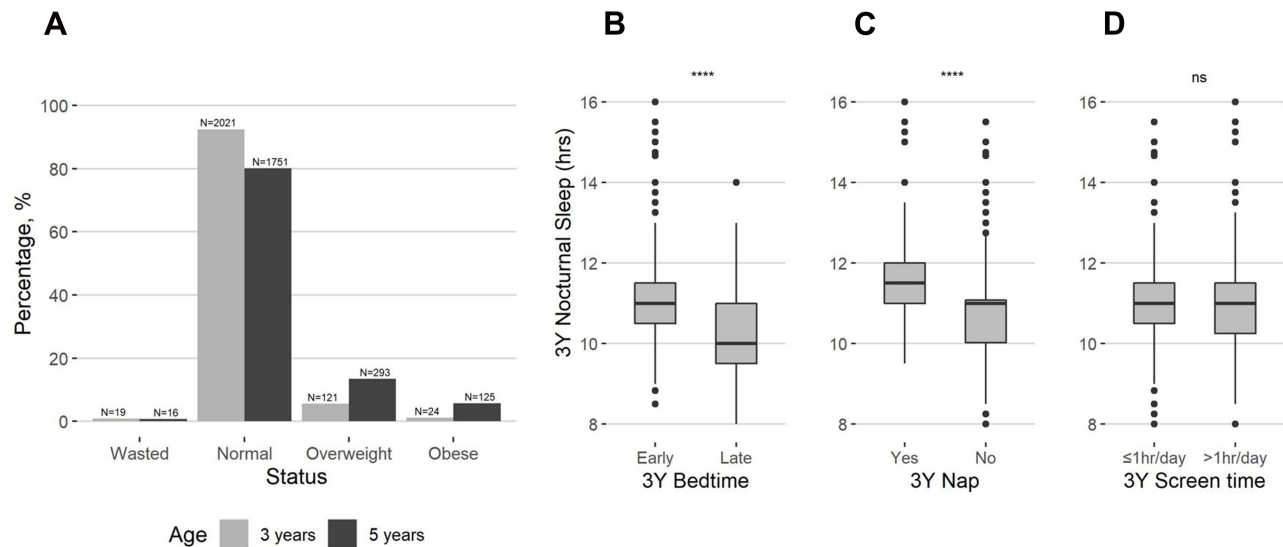 A
Percentage, %
100
80
60
40
20
0
N=19
N=16
N=2021
N=1751
N=121
N=293
N=24
N=125
Wasted
Normal
Overweight
Obese
Status
Age
3 years
5 years
B
****
3Y Nocturnal Sleep (hrs)
16
14
12
10
8
Early
Late
3Y Bedtime
C
****
16
14
12
10
8
Yes
No
3Y Nap
D
ns
16
14
12
10
8
≤1hr/day
>1hr/day
3Y Screen time